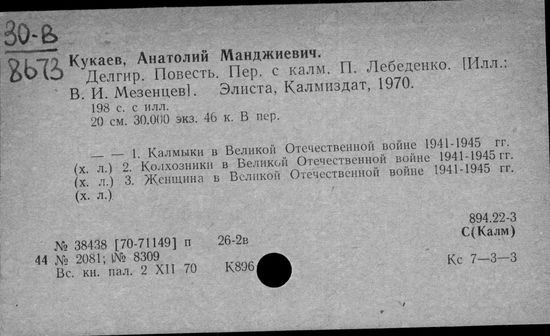 30-В
8673
Кукаев, Анатолий Манджиевич.
Делгир. Повесть. Пер. с калм. П. Лебеденко. [Илл.:
В. И. Мезенцев]. Элиста, Калмиздат, 1970.
198 с. с илл.
20 см. 30.000 экз. 46 к. В пер.
— — 1. Калмыки в Великой Отечественной войне 1941-1945 гг.
(х. л.) 2. Колхозники в Великой Отечественной войне 1941-1945 гг.
(х. л.) 3. Женщина в Великой Отечественной войне 1941-1945 гг.
(х. л.)
894.22-3
С(Калм)
№ 38438 [70-71149] п 26-2в
44 № 2081; № 8309
Вс. кн. пал. 2 XII 70 К896
Кс 7—3—3